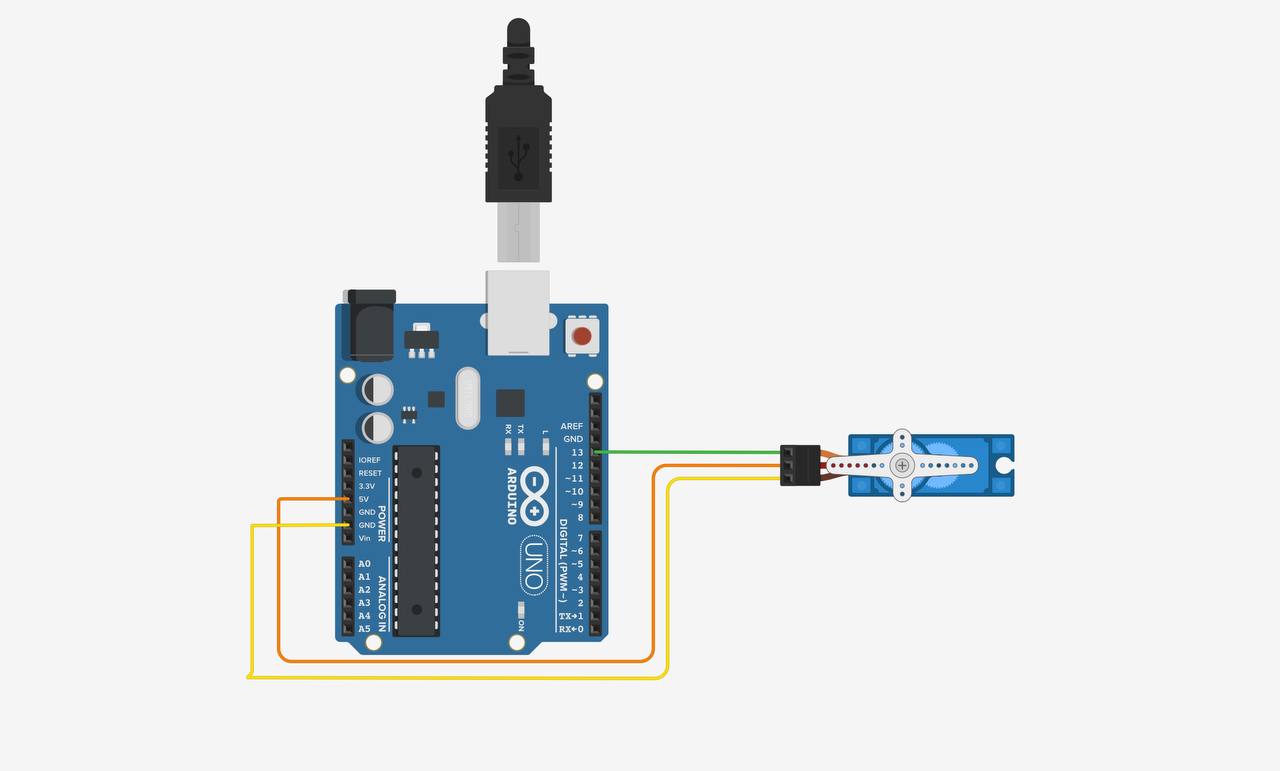 AREF
GND
13
12
~11
~10
~9
8
7
~6
~5
4
~3
2
TX→1
RX←0
DIGITAL (PWM~)
IOREF
RESET
3.3V
5V
GND
GND
Vin
POWER
A0
A1
A2
A3
A4
A5
ANALOG IN
RX
TX
L
ARDUINO
UNO
ON